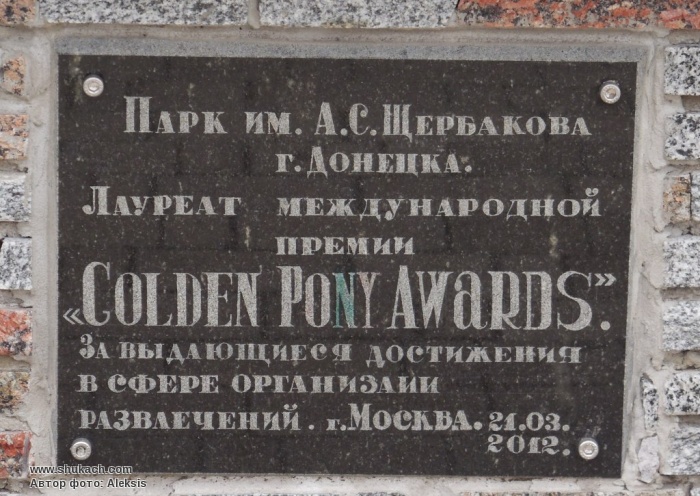 Парк им. А.С.Щербакова
г.Донецка.
Лауреат международной
премии
«Golden Pony Awards».
За выдающиеся достижения
в сфере организаии
развлечений. г.Москва. 21.03.
2012.
www.shukach.com
Автор фото: Aleksis